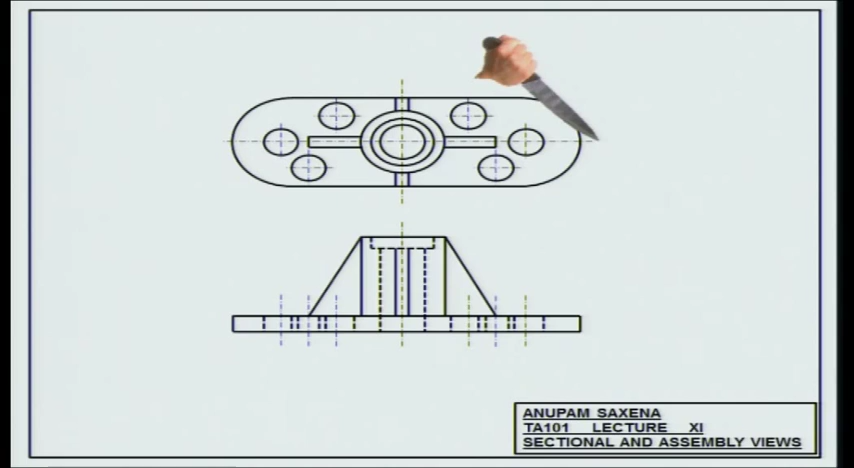 ANUPAM SAXENA
TA101 LECTURE XI
SECTIONAL AND ASSEMBLY VIEWS